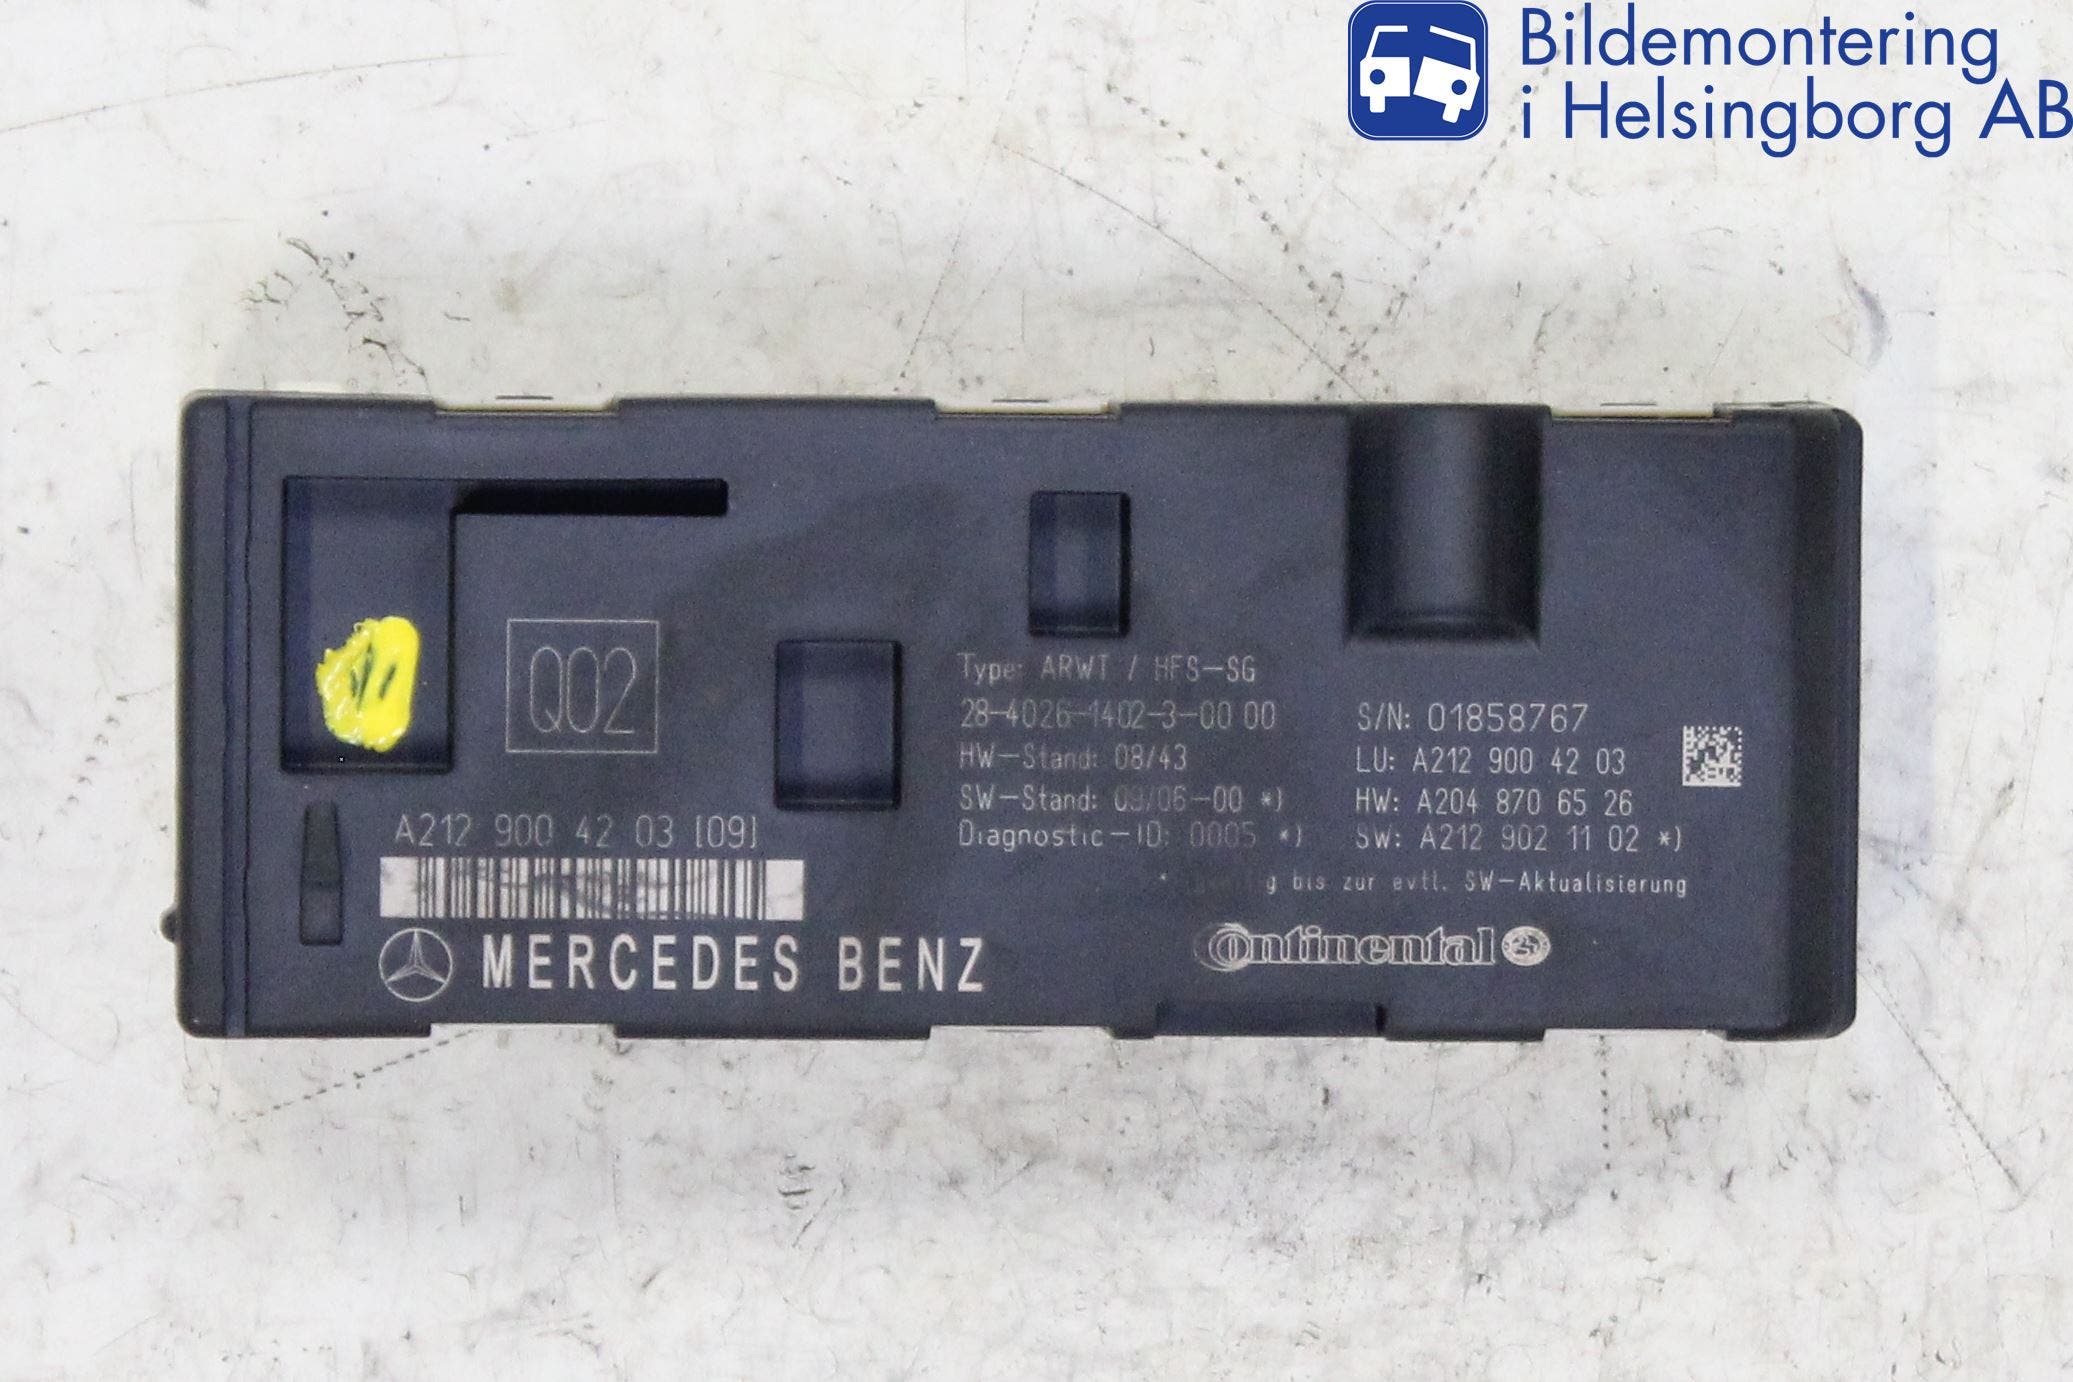 Bildemontering
i Helsingborg AB
Q02
A212 900 42 03 [09]
MERCEDES BENZ
Type: ARWT / HFS-SG
28-4026-1402-3-00 00
HW-Stand: 08/43
SW-Stand: 09/06-00 *)
Diagnostic-ID: 0005 *)
S/N: 01858767
LU: A212 900 42 03
HW: A204 870 65 26
SW: A212 902 11 02 *)
bis zur evtl. SW-Aktualisierung
Continental